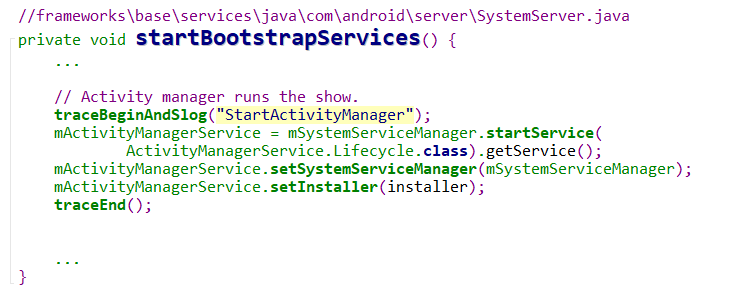 //frameworks\base\services\java\com\android\server\SystemServer.java
private void startBootstrapServices() {
    ...
    // Activity manager runs the show.
    traceBeginAndSlog("StartActivityManager");
    mActivityManagerService = mSystemServiceManager.startService(
            ActivityManagerService.Lifecycle.class).getService();
    mActivityManagerService.setSystemServiceManager(mSystemServiceManager);
    mActivityManagerService.setInstaller(installer);
    traceEnd();
    ...
}